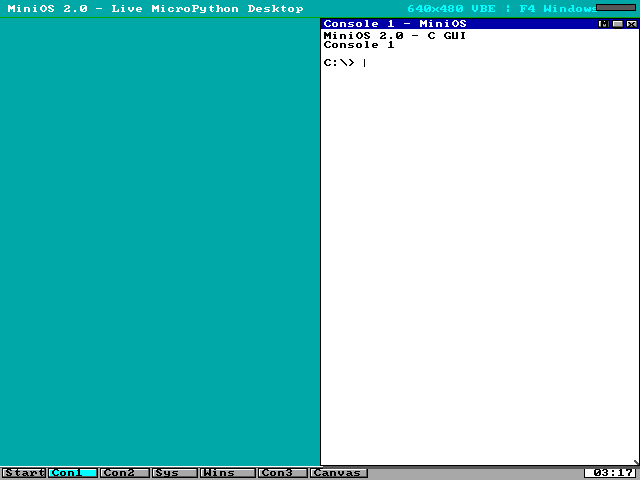 MiniOS 2.0 - Live MicroPython Desktop
640x480 VBE | F4 Windows
Console 1 - MiniOS
MiniOS 2.0 - C GUI
Console 1
C:\>
Start Con1 Con2 Sys Wins Con3 Canvas 03:17